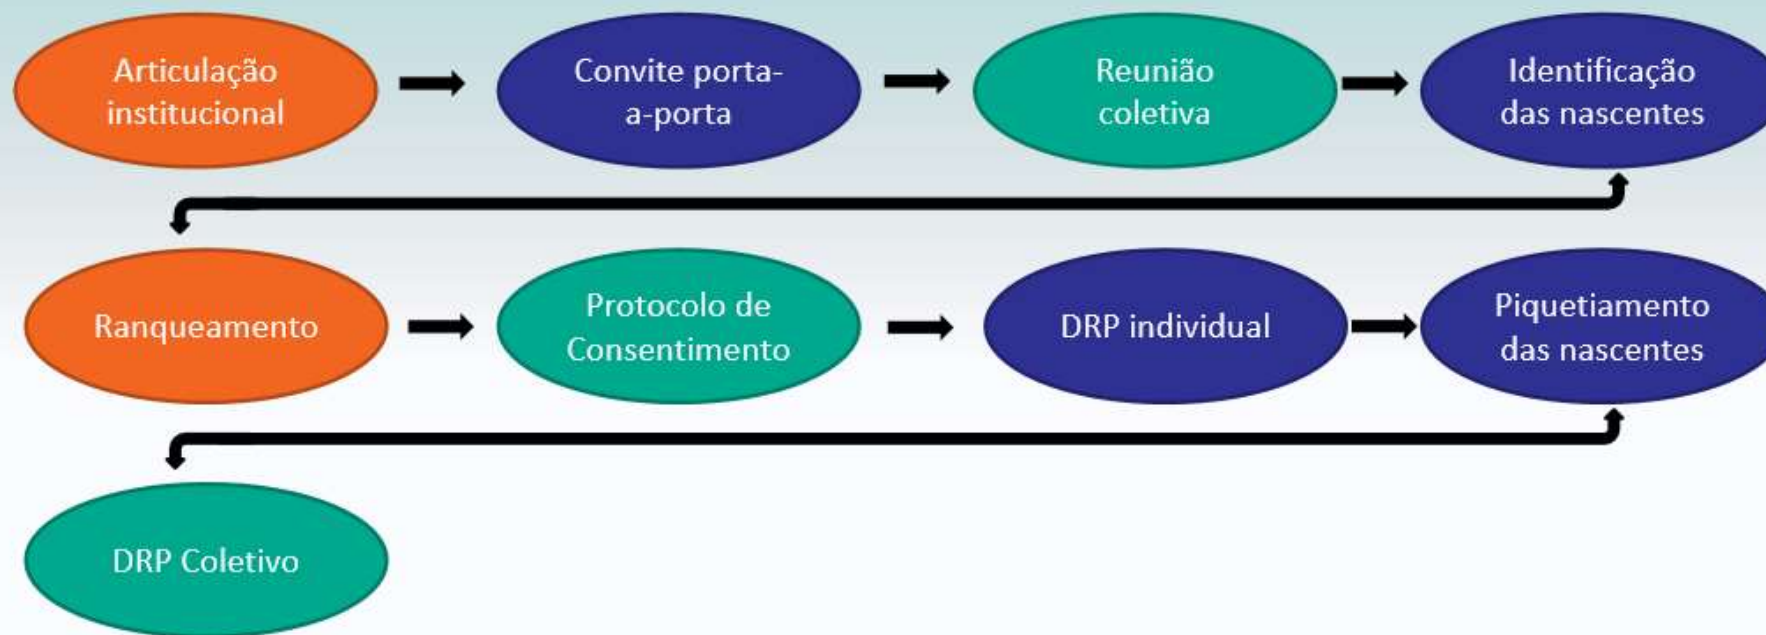 Articulação
institucional
Convite porta-
a-porta
Reunião
coletiva
Identificação
das nascentes
Ranqueamento
Protocolo de
Consentimento
DRP individual
Piquetiamento
das nascentes
DRP Coletivo